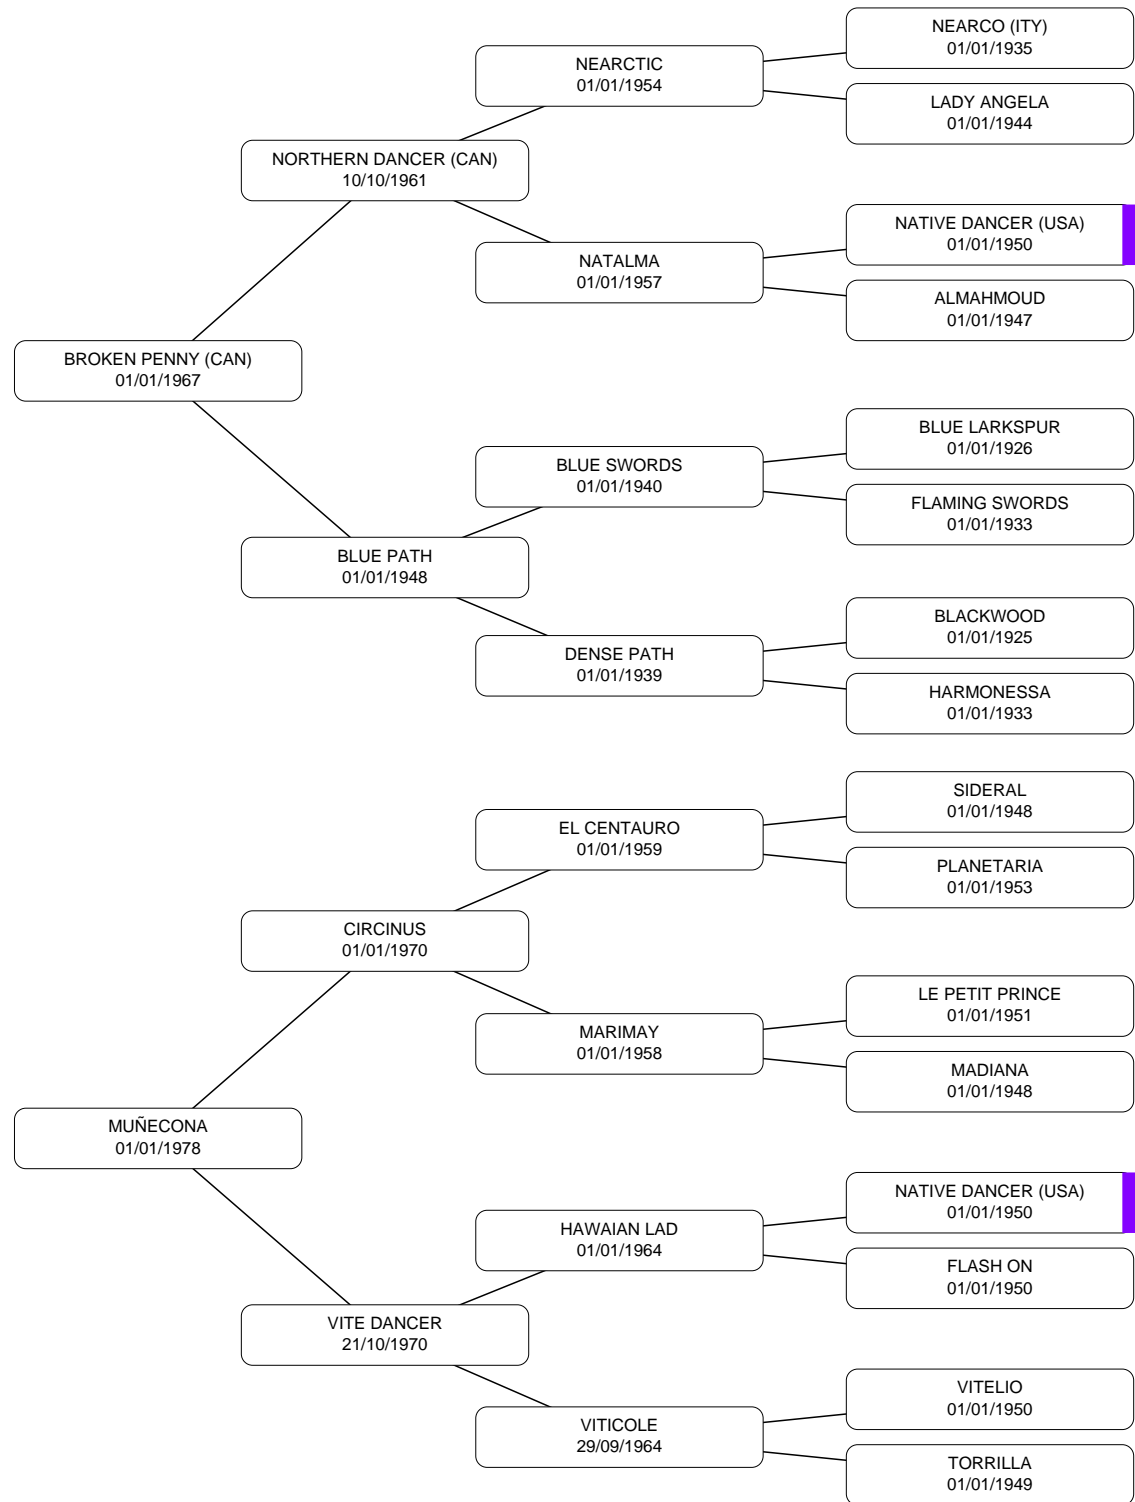 NEARCO (ITY)
01/01/1935
NEARCTIC
01/01/1954
LADY ANGELA
01/01/1944
NORTHERN DANCER (CAN)
10/10/1961
NATIVE DANCER (USA)
01/01/1950
NATALMA
01/01/1957
ALMAHMOUD
01/01/1947
BROKEN PENNY (CAN)
01/01/1967
BLUE LARKSPUR
01/01/1926
BLUE SWORDS
01/01/1940
FLAMING SWORDS
01/01/1933
BLUE PATH
01/01/1948
BLACKWOOD
01/01/1925
DENSE PATH
01/01/1939
HARMONESSA
01/01/1933
SIDERAL
01/01/1948
EL CENTAURO
01/01/1959
PLANETARIA
01/01/1953
CIRCINUS
01/01/1970
LE PETIT PRINCE
01/01/1951
MARIMAY
01/01/1958
MADIANA
01/01/1948
MUÑECONA
01/01/1978
NATIVE DANCER (USA)
01/01/1950
HAWAIAN LAD
01/01/1964
FLASH ON
01/01/1950
VITE DANCER
21/10/1970
VITELIO
01/01/1950
VITICOLE
29/09/1964
TORRILLA
01/01/1949